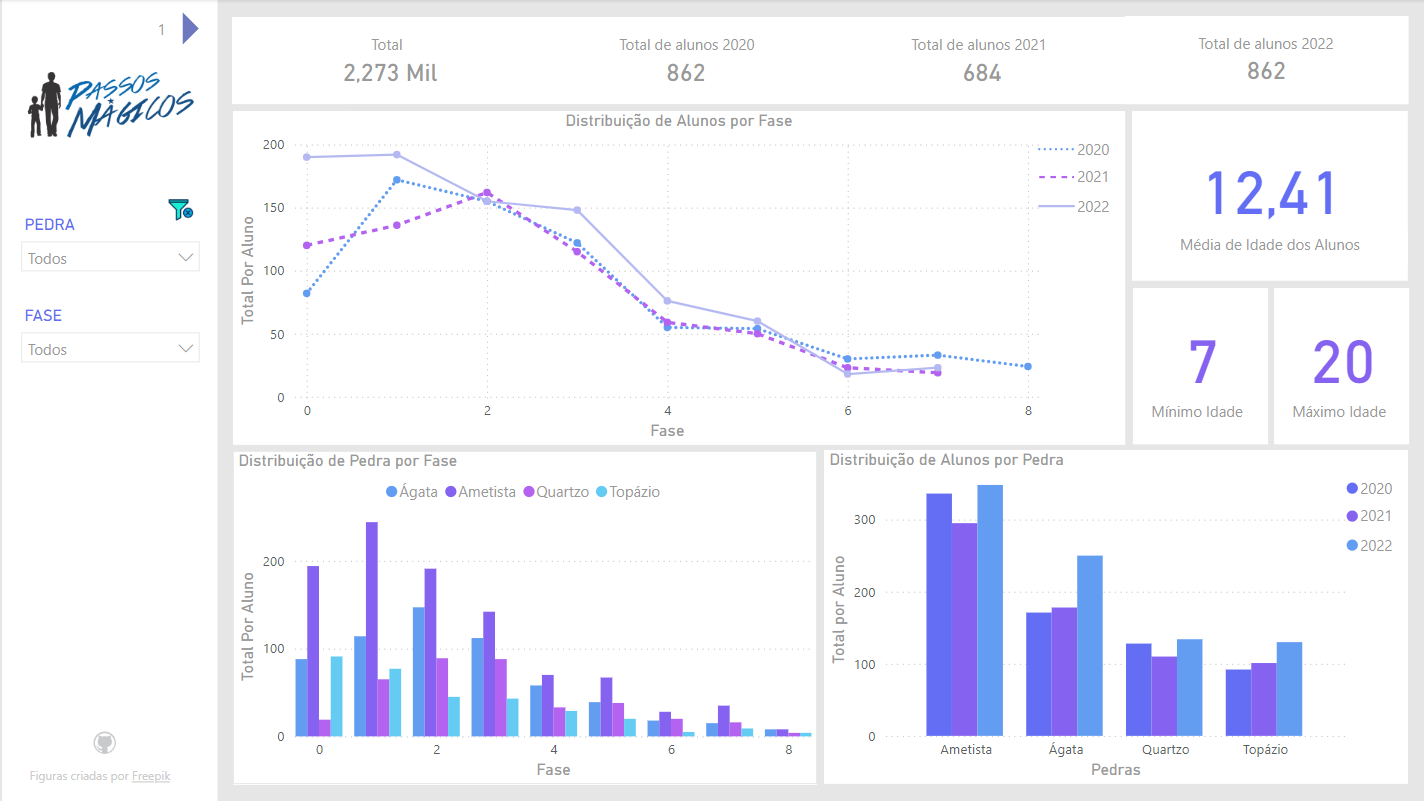 1
PASSOS
MÁGICOS
PEDRA
Todos
FASE
Todos
Figuras criadas por Freepik
Total
2,273 Mil
Total de alunos 2020
862
Total de alunos 2021
684
Total de alunos 2022
862
Distribuição de Alunos por Fase
2020
2021
2022
Total Por Aluno
200
150
100
50
0
0 2 4 6 8
Fase
12,41
Média de Idade dos Alunos
7
Mínimo Idade
20
Máximo Idade
Distribuição de Pedra por Fase
Ágata Ametista Quartzo Topázio
Total Por Aluno
200
100
0
0 2 4 6 8
Fase
Distribuição de Alunos por Pedra
2020
2021
2022
Total por Aluno
300
200
100
0
Ametista Ágata Quartzo Topázio
Pedras